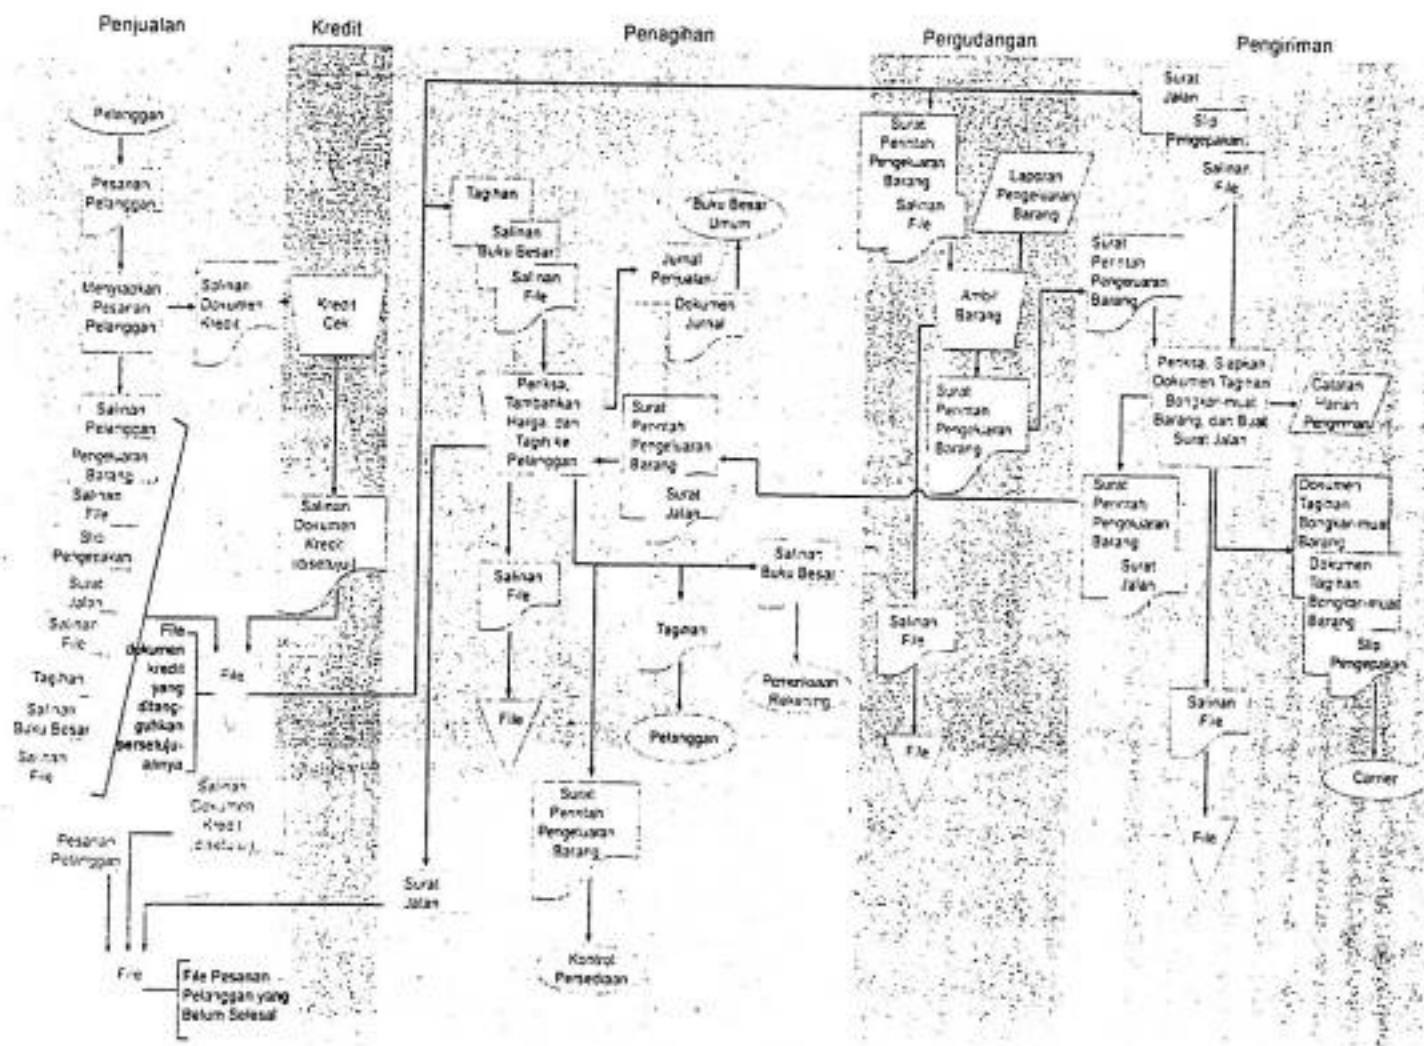 Penjualan
Kredit
Penagihan
Pergudangan
Pengiriman
Pelanggan
Pesanan
Pelanggan
Menyiapkan
Pesanan
Pelanggan
Salinan
Dokumen
Kredit
Kredit
Cek
Salinan
Pelanggan
Pengeluaran
Barang
Salinan
File
Slip
Pengepakan
Surat
Jalan
Salinan
File
Tagihan
Salinan
Buku Besar
Salinan
File
File
dokumen
kredit
yang
ditang-
guhkan
persetuju-
annya
File
Salinan
Dokumen
Kredit
(disetujui)
Salinan
Dokumen
Kredit
(disetujui)
Pesanan
Pelanggan
File
File Pesanan
Pelanggan yang
Belum Selesai
Surat
Jalan
Tagihan
Salinan
Buku Besar
Salinan
File
Buku Besar
Umum
Jurnal
Penjualan
Dokumen
Jurnal
Periksa,
Tambahkan
Harga, dan
Tagih ke
Pelanggan
Surat
Perintah
Pengeluaran
Barang
Surat
Jalan
Salinan
File
File
Salinan
Buku Besar
Tagihan
Pelanggan
Pemeriksaan
Rekening
Surat
Perintah
Pengeluaran
Barang
Kontrol
Persediaan
Surat
Perintah
Pengeluaran
Barang
Salinan
File
Laporan
Pengeluaran
Barang
Ambil
Barang
Surat
Perintah
Pengeluaran
Barang
Salinan
File
File
Surat
Jalan
Slip
Pengepakan
Salinan
File
Surat
Perintah
Pengeluaran
Barang
Periksa, Siapkan
Dokumen Tagihan
Bongkar-muat
Barang, dan Buat
Surat Jalan
Catatan
Harian
Pengiriman
Surat
Perintah
Pengeluaran
Barang
Surat
Jalan
Dokumen
Tagihan
Bongkar-muat
Barang
Dokumen
Tagihan
Bongkar-muat
Barang
Slip
Pengepakan
Salinan
File
File
Carrier